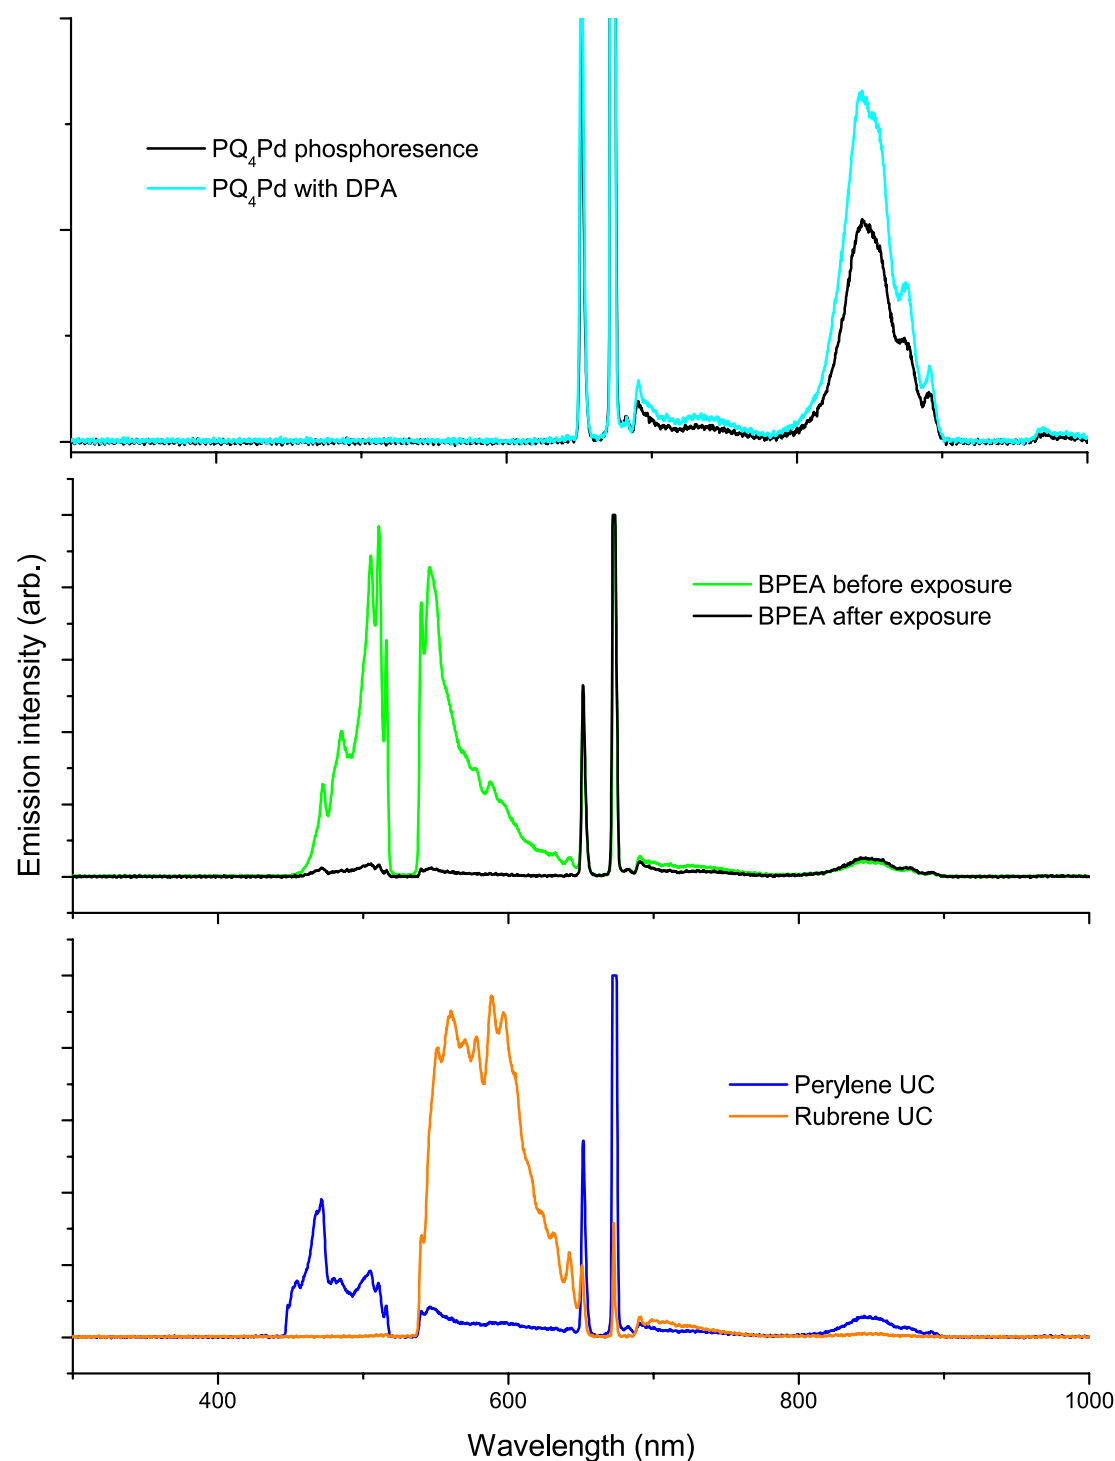 PQ₄Pd phosphoresence
PQ₄Pd with DPA
Emission intensity (arb.)
BPEA before exposure
BPEA after exposure
Perylene UC
Rubrene UC
400 600 800 1000
Wavelength (nm)